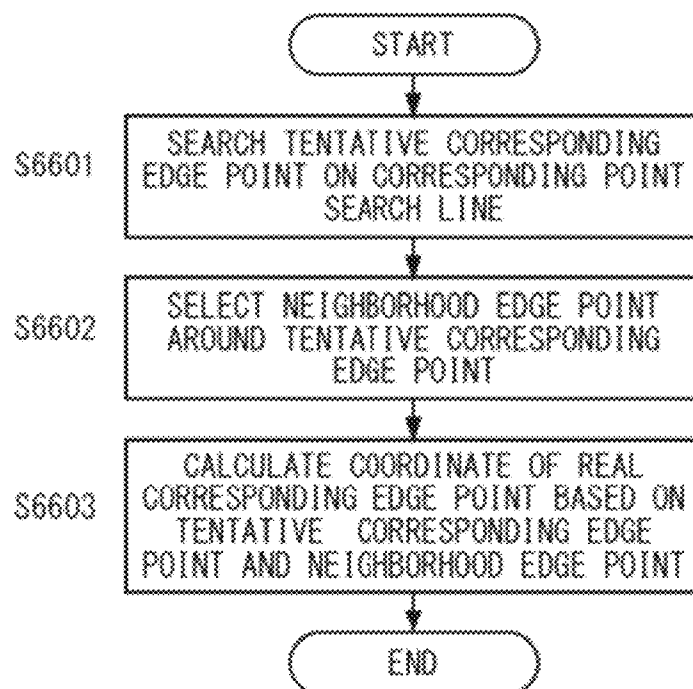 START
S6601
SEARCH TENTATIVE CORRESPONDING
EDGE POINT ON CORRESPONDING POINT
SEARCH LINE
S6602
SELECT NEIGHBORHOOD EDGE POINT
AROUND TENTATIVE CORRESPONDING
EDGE POINT
S6603
CALCULATE COORDINATE OF REAL
CORRESPONDING EDGE POINT BASED ON
TENTATIVE CORRESPONDING EDGE
POINT AND NEIGHBORHOOD EDGE POINT
END